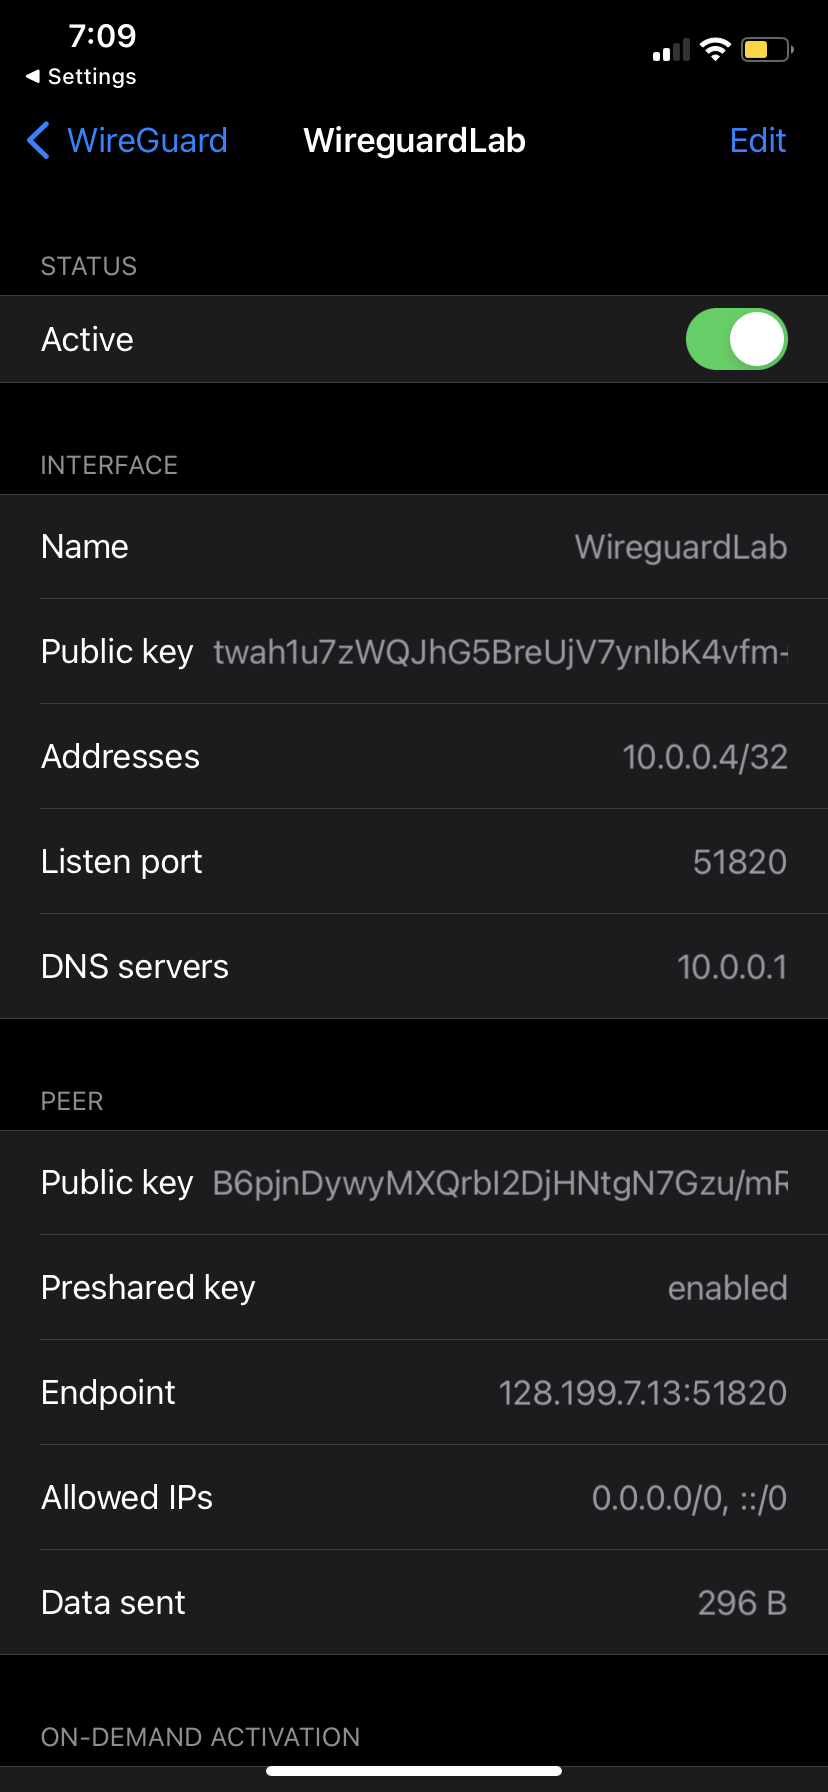 7:09
◀ Settings
WireGuard WireguardLab Edit
STATUS
Active
INTERFACE
Name WireguardLab
Public key twah1u7zWQJhG5BreUjV7ynIbK4vfm+
Addresses 10.0.0.4/32
Listen port 51820
DNS servers 10.0.0.1
PEER
Public key B6pjnDywyMXQrbI2DjHNtgN7Gzu/mR
Preshared key enabled
Endpoint 128.199.7.13:51820
Allowed IPs 0.0.0.0/0, ::/0
Data sent 296 B
ON-DEMAND ACTIVATION